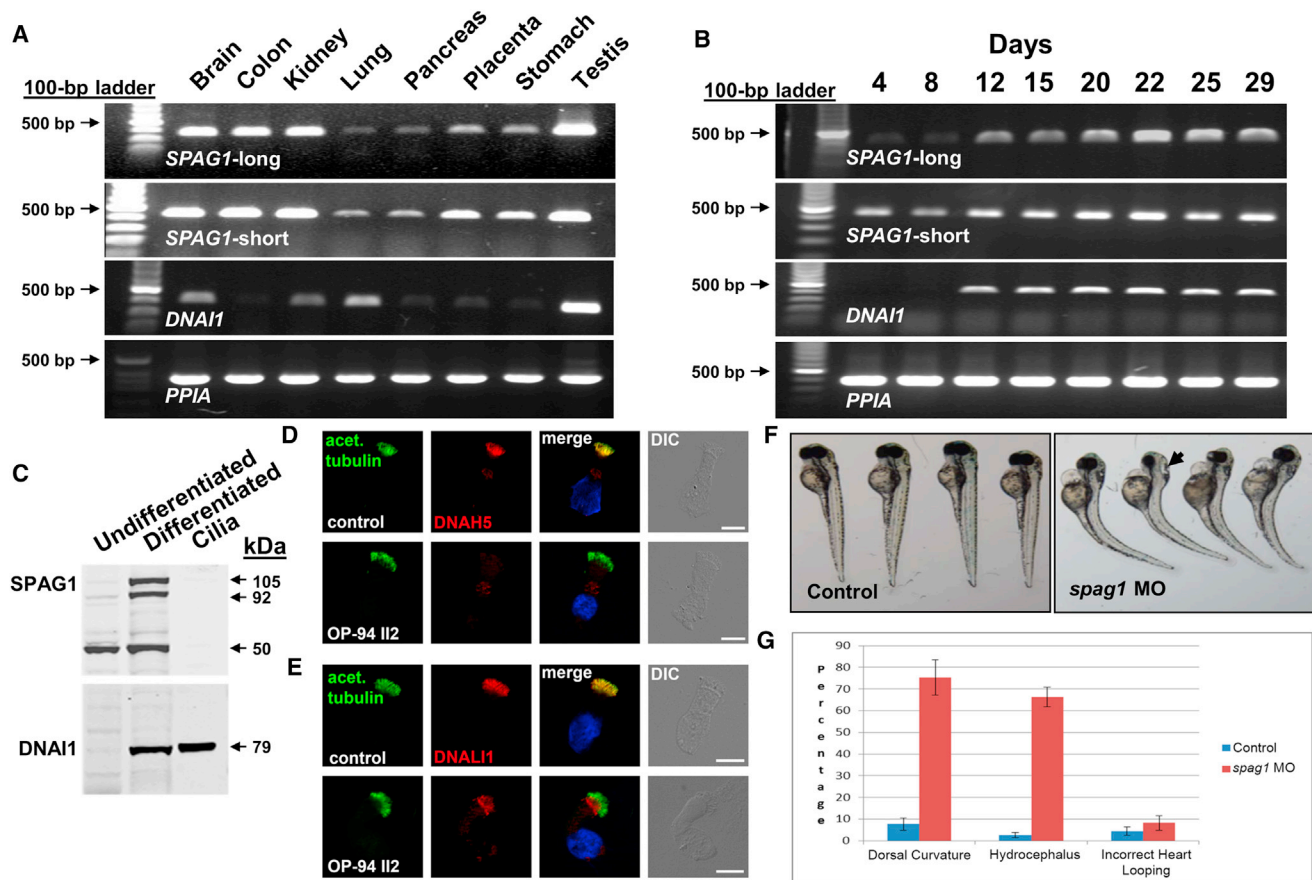 A
Brain
Colon
Kidney
Lung
Pancreas
Placenta
Stomach
Testis
100-bp ladder
500 bp
SPAG1-long
500 bp
SPAG1-short
500 bp
DNAI1
500 bp
PPIA
B
Days
100-bp ladder
4 8 12 15 20 22 25 29
500 bp
SPAG1-long
500 bp
SPAG1-short
500 bp
DNAI1
500 bp
PPIA
C
Undifferentiated
Differentiated
Cilia
kDa
SPAG1
105
92
50
DNAI1
79
D
acet.
tubulin
merge
DIC
control
DNAH5
OP-94 II2
E
acet.
tubulin
merge
DIC
control
DNALI1
OP-94 II2
F
Control
spag1 MO
G
Percentage
90
80
70
60
50
40
30
20
10
0
Dorsal Curvature
Hydrocephalus
Incorrect Heart
Looping
Control
spag1 MO